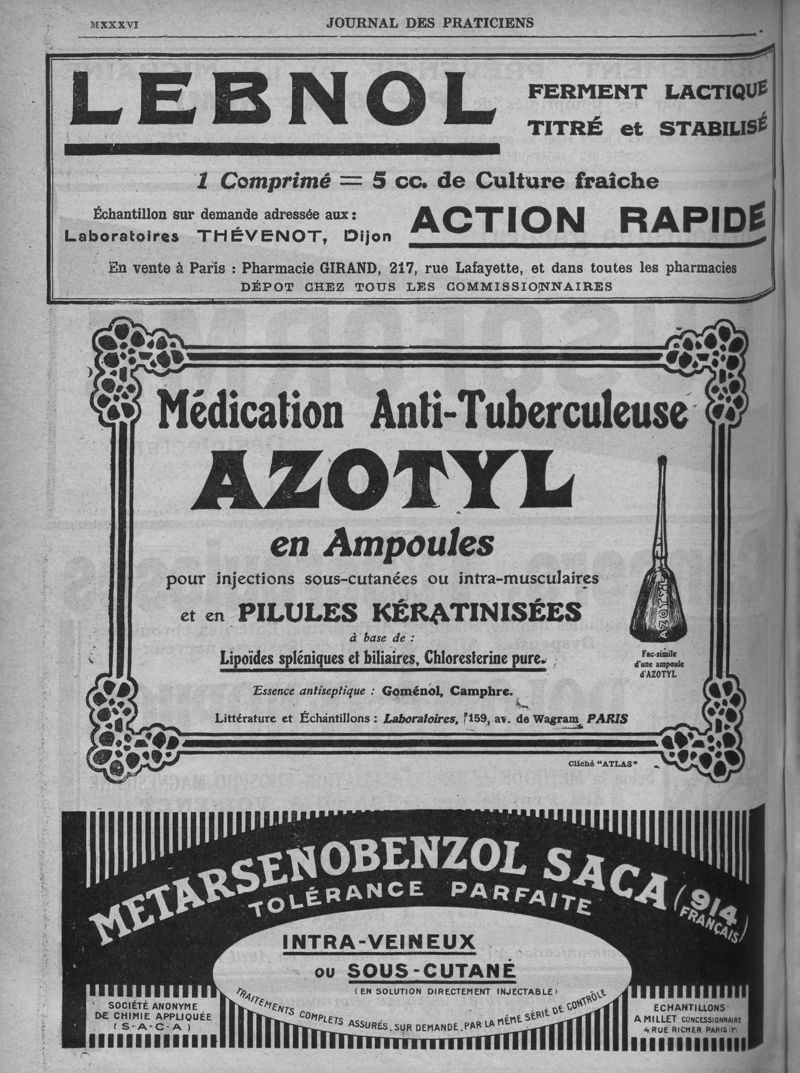 MXXXVI
JOURNAL DES PRATICIENS
LEBNOL
FERMENT LACTIQUE
TITRÉ et STABILISÉ
1 Comprimé = 5 cc. de Culture fraîche
Échantillon sur demande adressée aux :
Laboratoires THÉVENOT, Dijon
ACTION RAPIDE
En vente à Paris : Pharmacie GIRAND, 217, rue Lafayette, et dans toutes les pharmacies
DÉPOT CHEZ TOUS LES COMMISSIONNAIRES
Médication Anti-Tuberculeuse
AZOTYL
en Ampoules
pour injections sous-cutanées ou intra-musculaires
et en PILULES KÉRATINISÉES
à base de :
Lipoïdes spléniques et biliaires, Chloresterine pure.
Essence antiseptique : Goménol, Camphre.
Littérature et Échantillons : Laboratoires, 159, av. de Wagram, PARIS
AZOTYL
Fac-simile
d'une ampoule
d'AZOTYL
Cliché "ATLAS"
METARSENOBENZOL SACA (914 FRANÇAIS)
TOLÉRANCE PARFAITE
INTRA-VEINEUX
OU SOUS-CUTANÉ
(EN SOLUTION DIRECTEMENT INJECTABLE)
TRAITEMENTS COMPLETS ASSURÉS, SUR DEMANDE, PAR LA MÊME SÉRIE DE CONTRÔLE
SOCIÉTÉ ANONYME
DE CHIMIE APPLIQUÉE
(S·A·C·A)
ECHANTILLONS
A MILLET CONCESSIONNAIRE
4 RUE RICHER PARIS